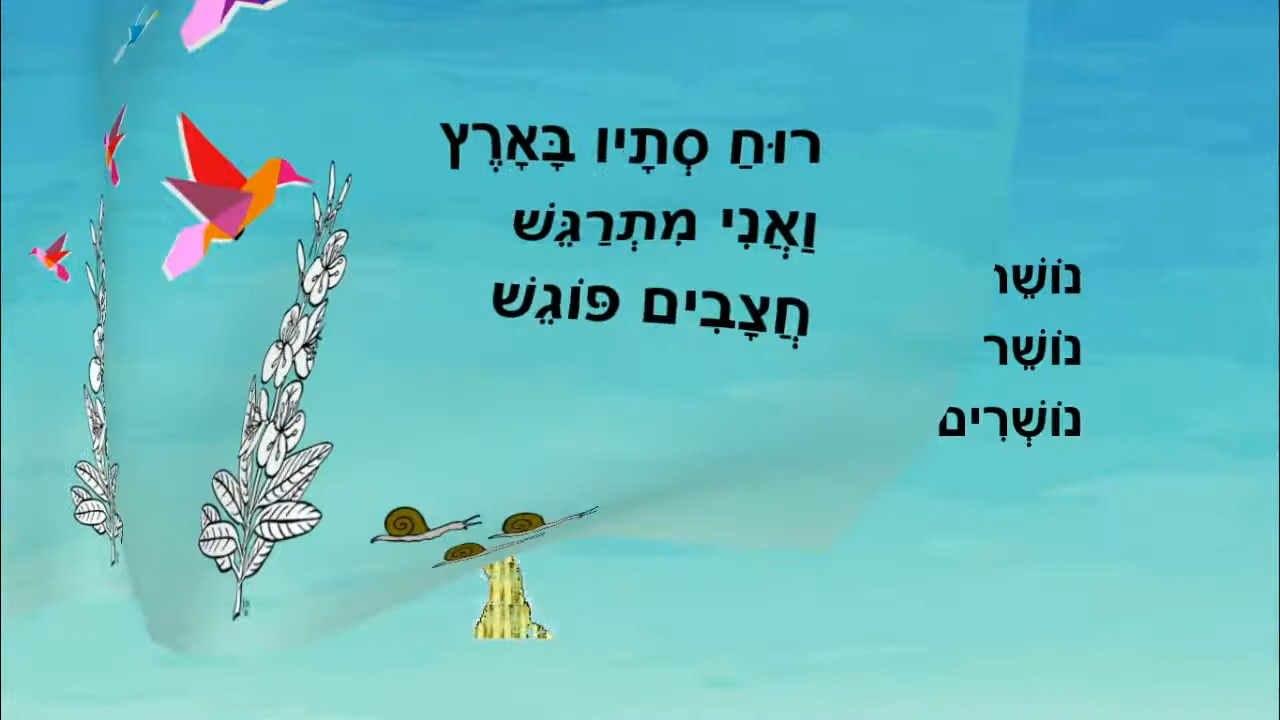 רוּחַ סְתָיו בָּאָרֶץ
וַאֲנִי מִתְרַגֵּשׁ
חֲצָבִים פּוֹגֵשׁ
נוֹשֵׁר
נוֹשֵׁר
נוֹשְׁרִים